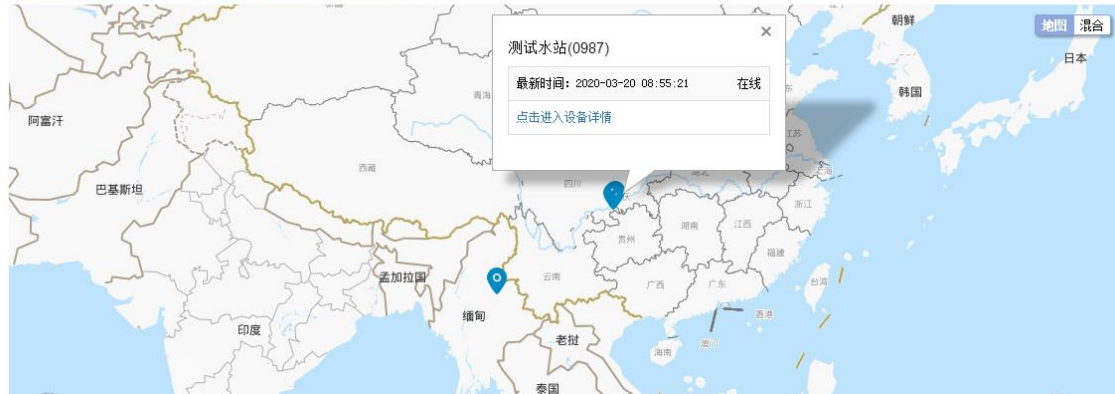 朝鲜
地图 混合
日本
韩国
测试水站(0987)
×
最新时间：2020-03-20 08:55:21 在线
点击进入设备详情
阿富汗
青海
江苏
西藏
巴基斯坦
四川
湖北
上海
浙江
湖南
江西
贵州
福建
孟加拉国
云南
广西
广东
台湾
缅甸
香港
印度
老挝
海南
澳门
泰国